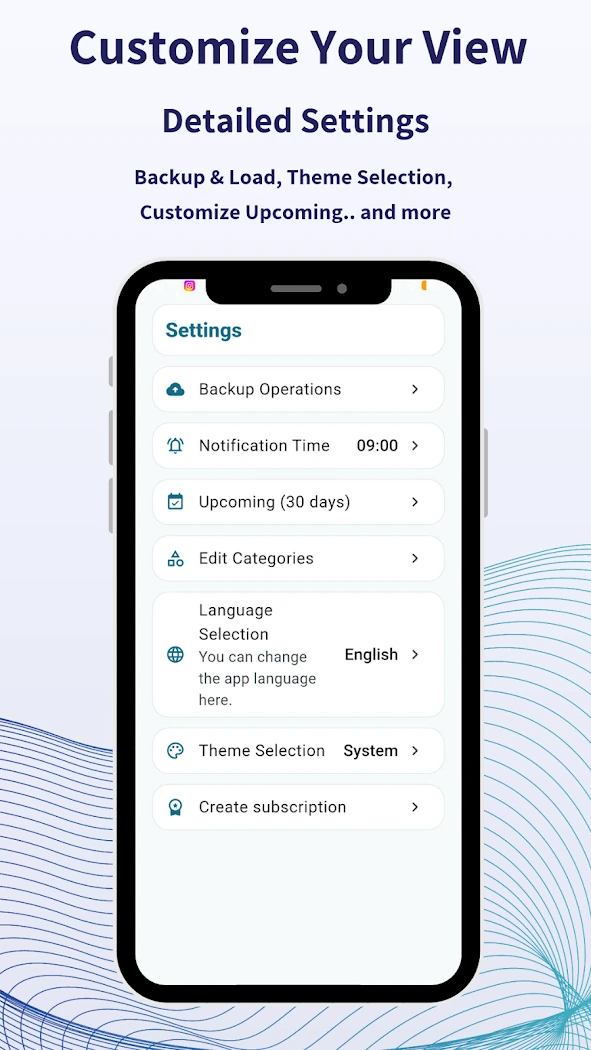 Customize Your View
Detailed Settings
Backup & Load, Theme Selection,
Customize Upcoming.. and more
Settings
Backup Operations
Notification Time 09:00
Upcoming (30 days)
Edit Categories
Language
Selection
You can change
the app language
here.
English
Theme Selection System
Create subscription